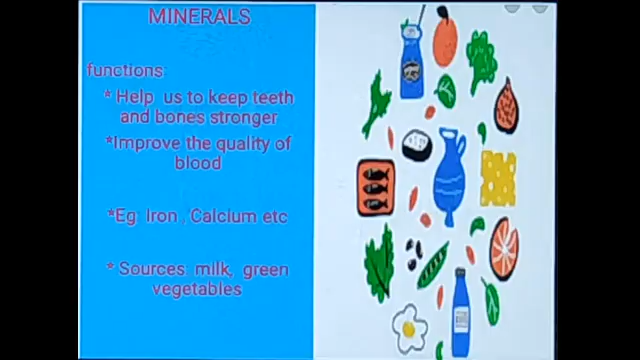 MINERALS
functions:
* Help us to keep teeth
and bones stronger
*Improve the quality of
blood
*Eg: Iron , Calcium etc
* Sources: milk, green
vegetables